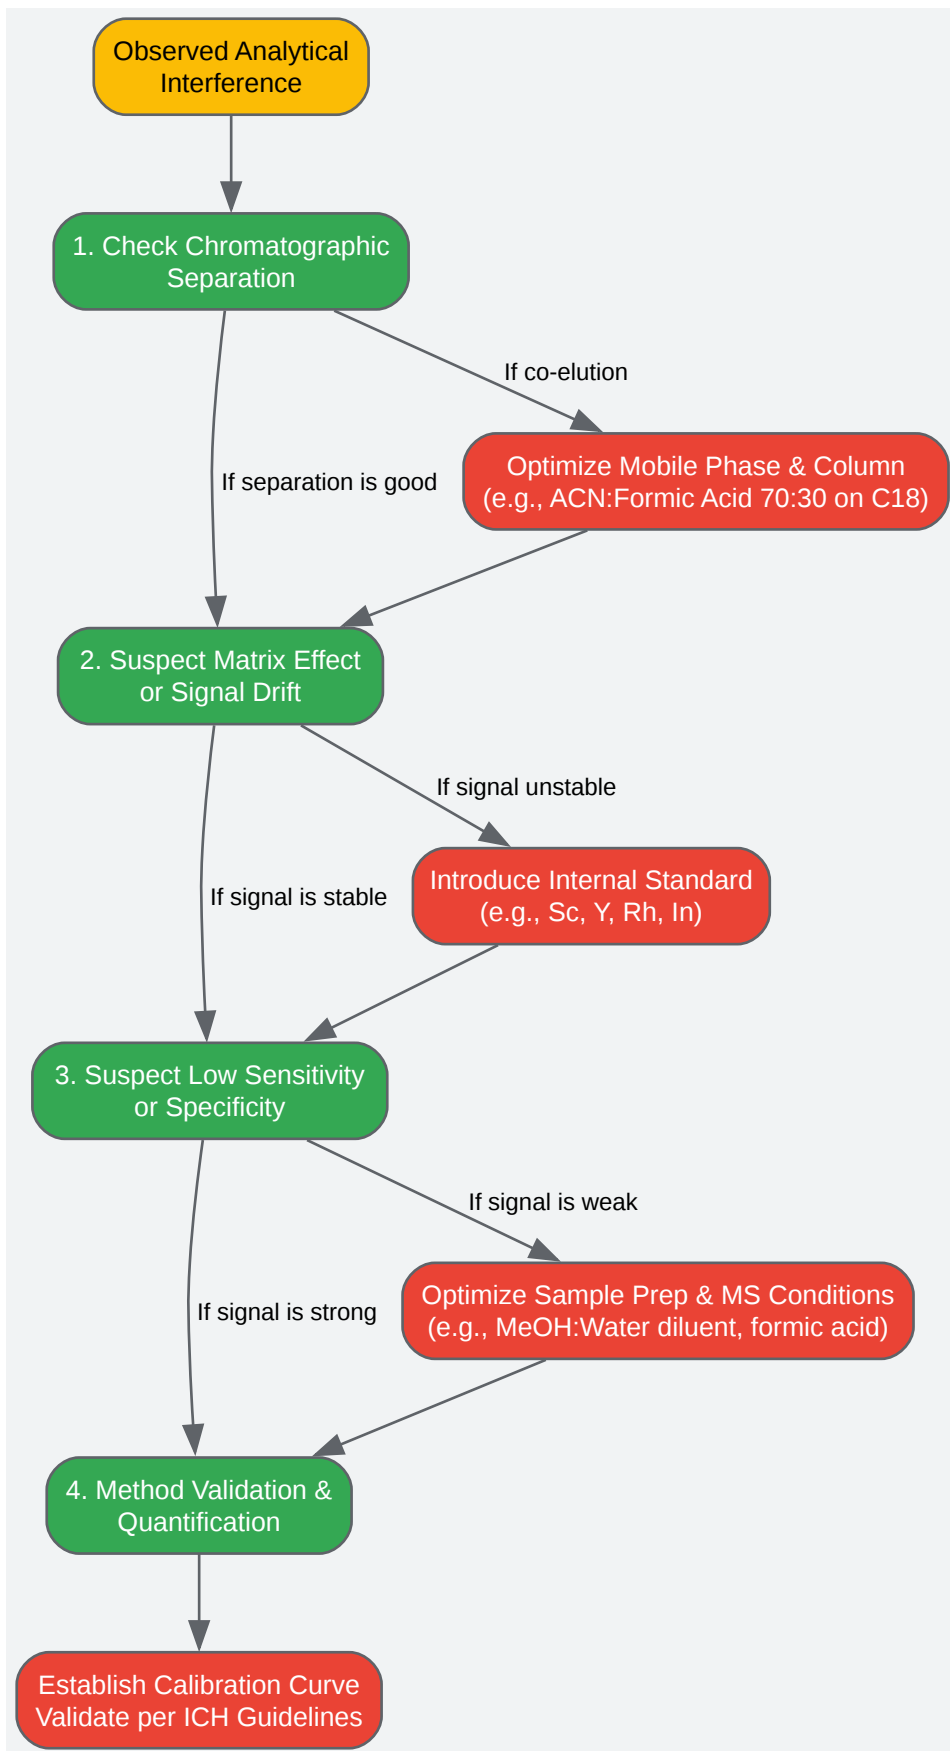 Observed Analytical
Interference
1. Check Chromatographic
Separation
If co-elution
Optimize Mobile Phase & Column
(e.g., ACN:Formic Acid 70:30 on C18)
If separation is good
2. Suspect Matrix Effect
or Signal Drift
If signal unstable
Introduce Internal Standard
(e.g., Sc, Y, Rh, In)
If signal is stable
3. Suspect Low Sensitivity
or Specificity
If signal is weak
Optimize Sample Prep & MS Conditions
(e.g., MeOH:Water diluent, formic acid)
If signal is strong
4. Method Validation &
Quantification
Establish Calibration Curve
Validate per ICH Guidelines